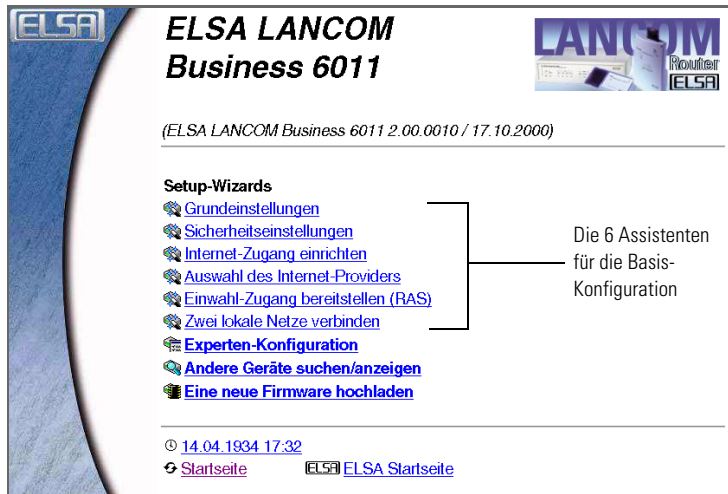 ELSA
ELSA LANCOM
Business 6011
LANCOM
Router
ELSA
(ELSA LANCOM Business 6011 2.00.0010 / 17.10.2000)
Setup-Wizards
Grundeinstellungen
Sicherheitseinstellungen
Internet-Zugang einrichten
Auswahl des Internet-Providers
Einwahl-Zugang bereitstellen (RAS)
Zwei lokale Netze verbinden
Experten-Konfiguration
Andere Geräte suchen/anzeigen
Eine neue Firmware hochladen
Die 6 Assistenten
für die Basis-
Konfiguration
14.04.1934 17:32
Startseite
ELSA ELSA Startseite